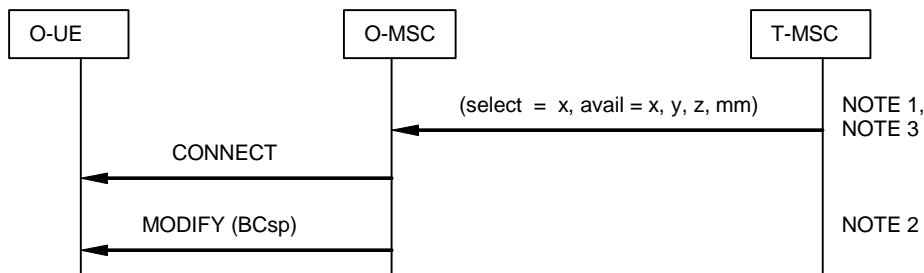 O-UE
O-MSC
T-MSC
(select = x, avail = x, y, z, mm)
NOTE 1,
NOTE 3
CONNECT
MODIFY (BCsp)
NOTE 2